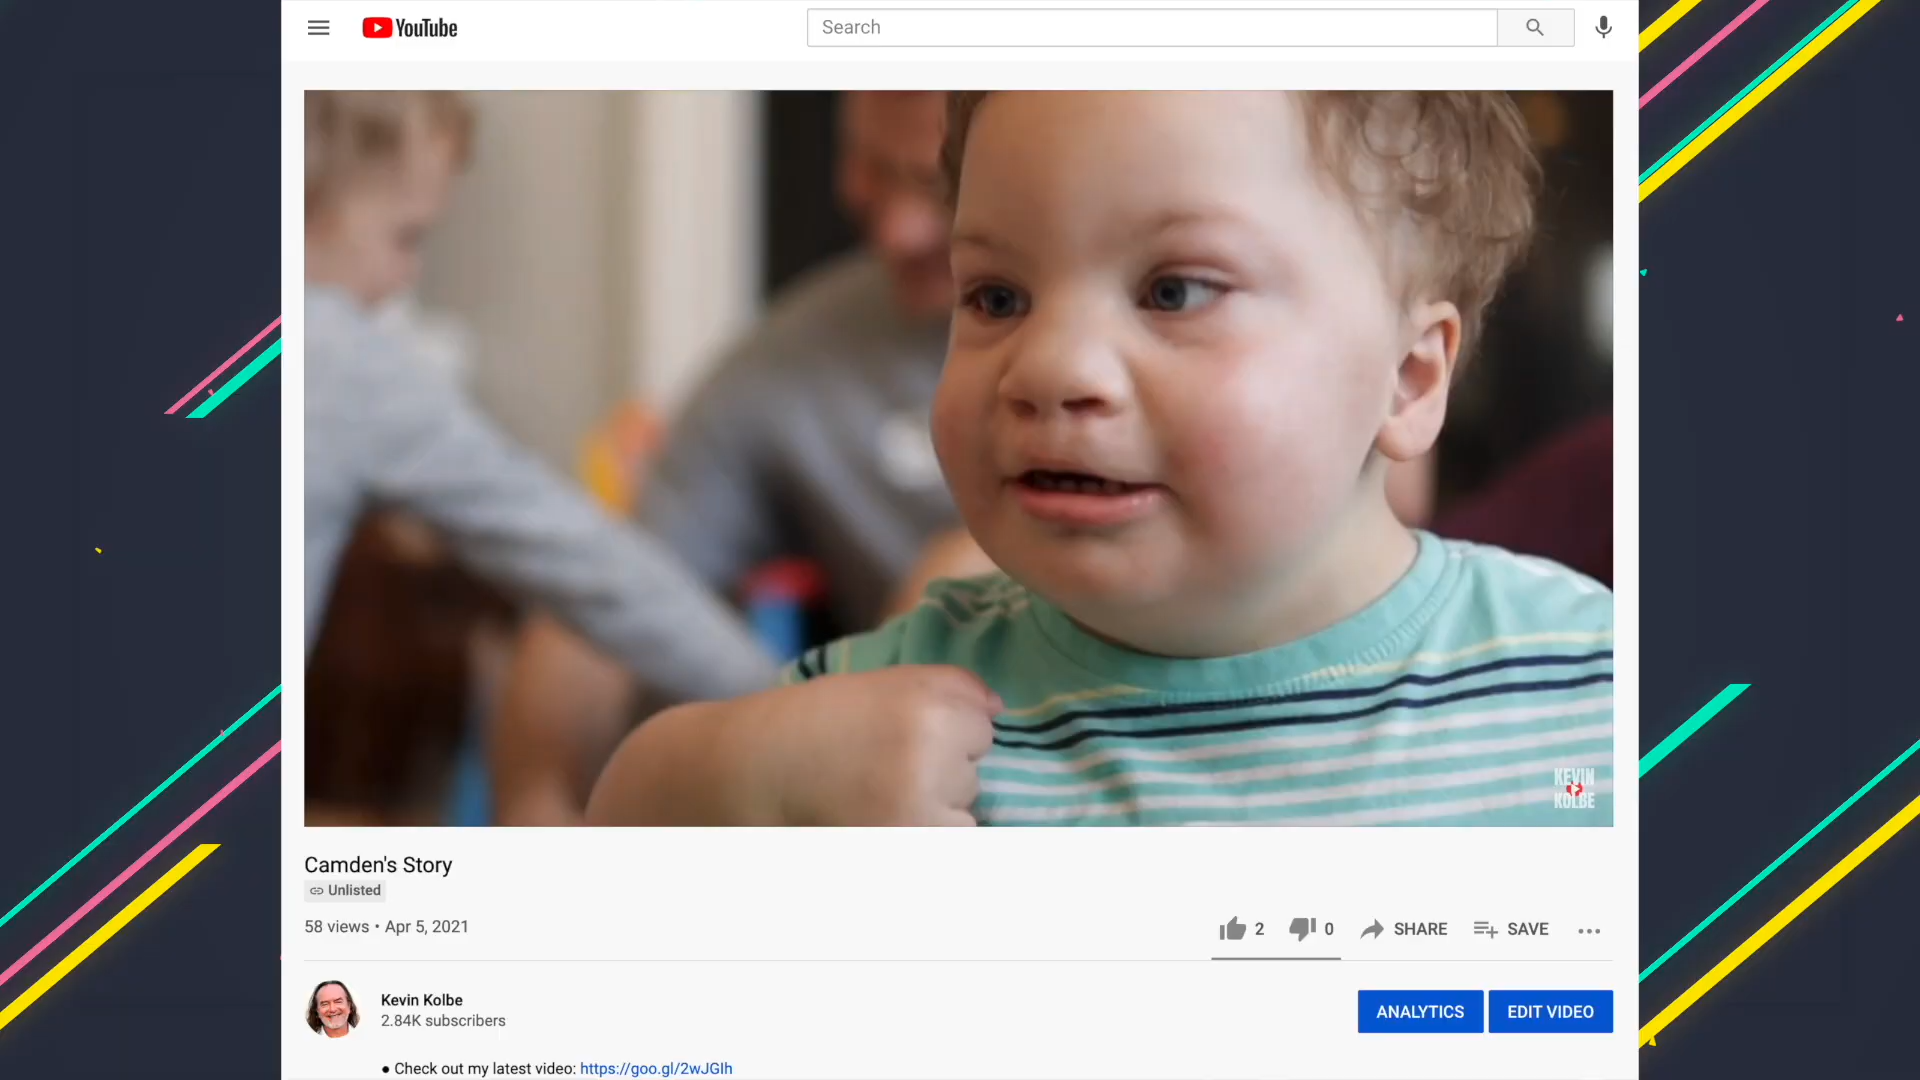 YouTube
Search
KEVIN
KOLBE
Camden's Story
Unlisted
58 views • Apr 5, 2021
2
0
SHARE
SAVE
Kevin Kolbe
2.84K subscribers
ANALYTICS
EDIT VIDEO
● Check out my latest video: https://goo.gl/2wJGIh